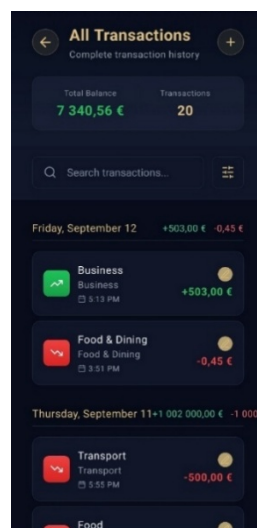 All Transactions
Complete transaction history
Total Balance Transactions
7 340,56 € 20
Search transactions...
Friday, September 12 +503,00 € -0,45 €
Business
Business
5:13 PM
+503,00 €
Food & Dining
Food & Dining
3:51 PM
-0,45 €
Thursday, September 11+1 002 000,00 € -1 000
Transport
Transport
5:55 PM
-500,00 €
Food